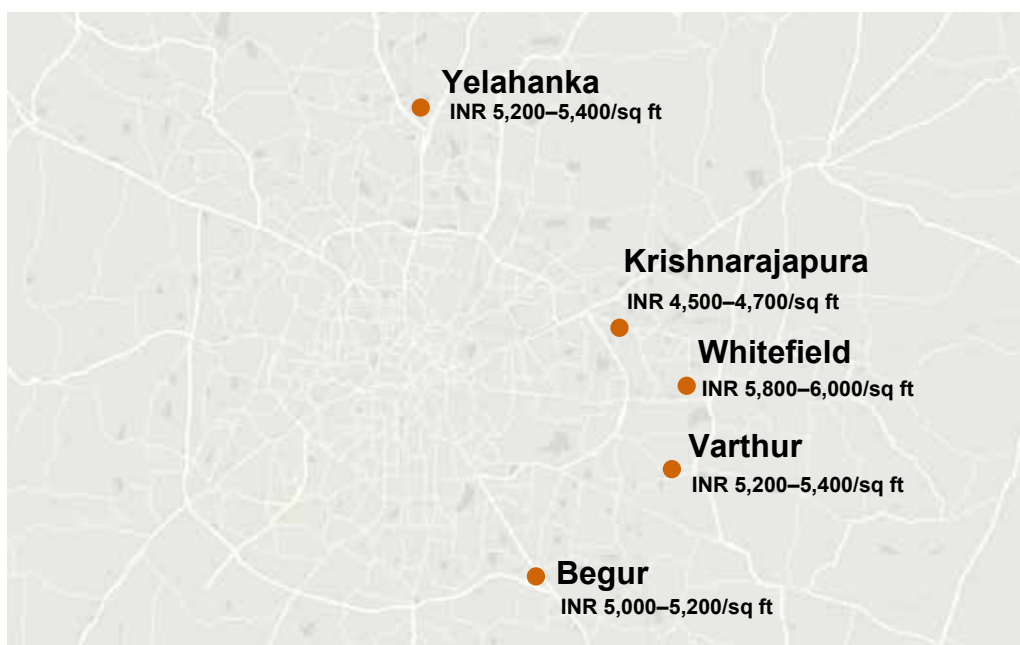 Yelahanka
INR 5,200–5,400/sq ft
Krishnarajapura
INR 4,500–4,700/sq ft
Whitefield
INR 5,800–6,000/sq ft
Varthur
INR 5,200–5,400/sq ft
Begur
INR 5,000–5,200/sq ft